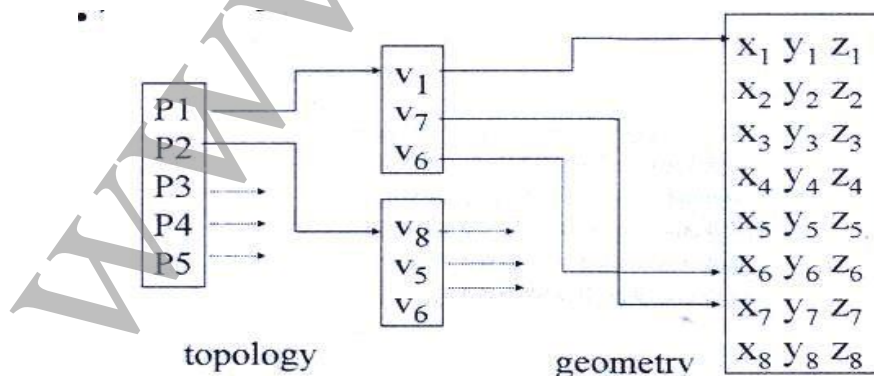 P1
P2
P3
P4
P5
v1
v7
v6
v8
v5
v6
x1 y1 z1
x2 y2 z2
x3 y3 z3
x4 y4 z4
x5 y5 z5
x6 y6 z6
x7 y7 z7
x8 y8 z8
topology
geometry
WWW